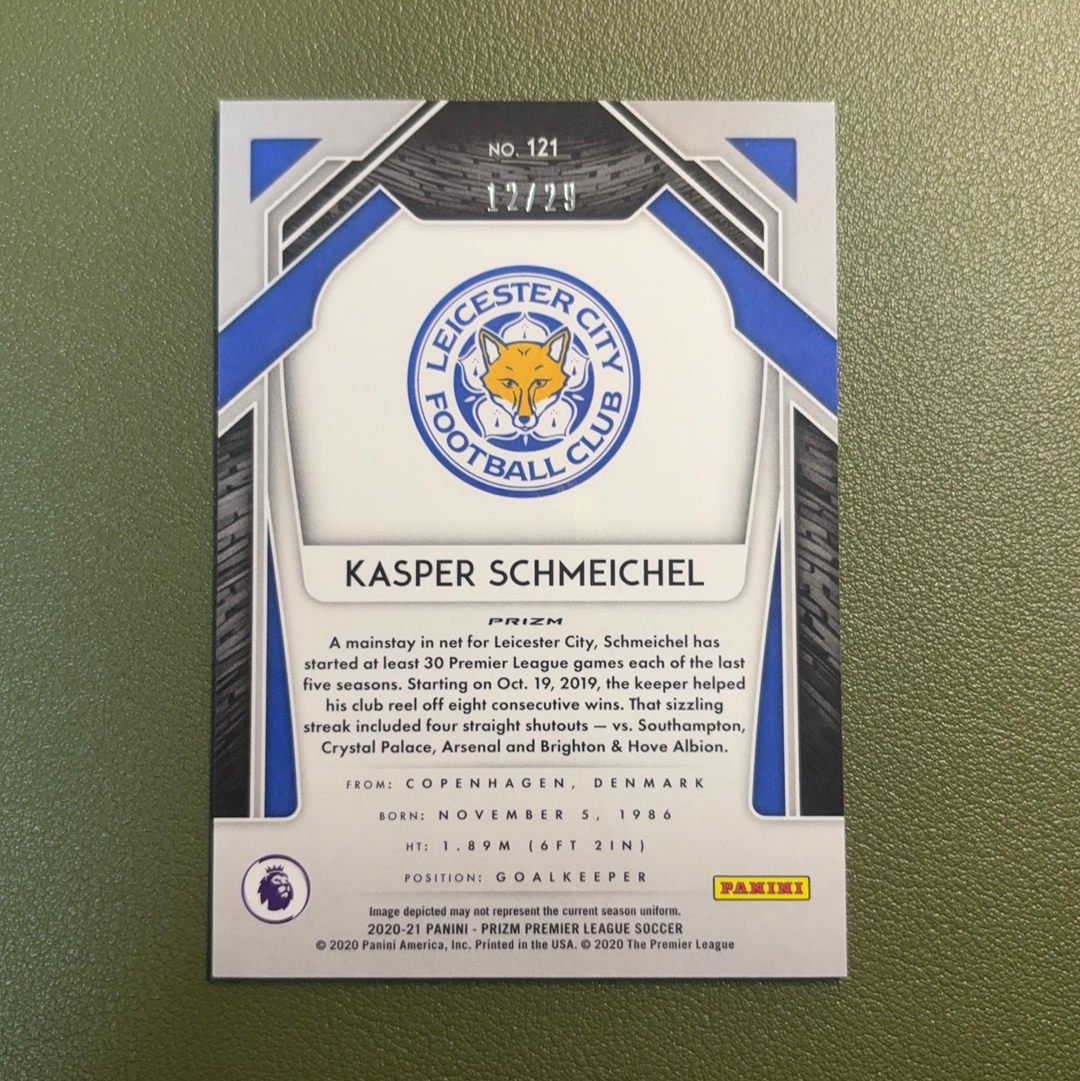 NO. 121
12/29
LEICESTER CITY
FOOTBALL CLUB
KASPER SCHMEICHEL
PRIZM
A mainstay in net for Leicester City, Schmeichel has
started at least 30 Premier League games each of the last
five seasons. Starting on Oct. 19, 2019, the keeper helped
his club reel off eight consecutive wins. That sizzling
streak included four straight shutouts — vs. Southampton,
Crystal Palace, Arsenal and Brighton & Hove Albion.
FROM: COPENHAGEN, DENMARK
BORN: NOVEMBER 5, 1986
HT: 1.89M (6FT 2IN)
POSITION: GOALKEEPER
PANINI
Image depicted may not represent the current season uniform.
2020-21 PANINI - PRIZM PREMIER LEAGUE SOCCER
© 2020 Panini America, Inc. Printed in the USA. © 2020 The Premier League